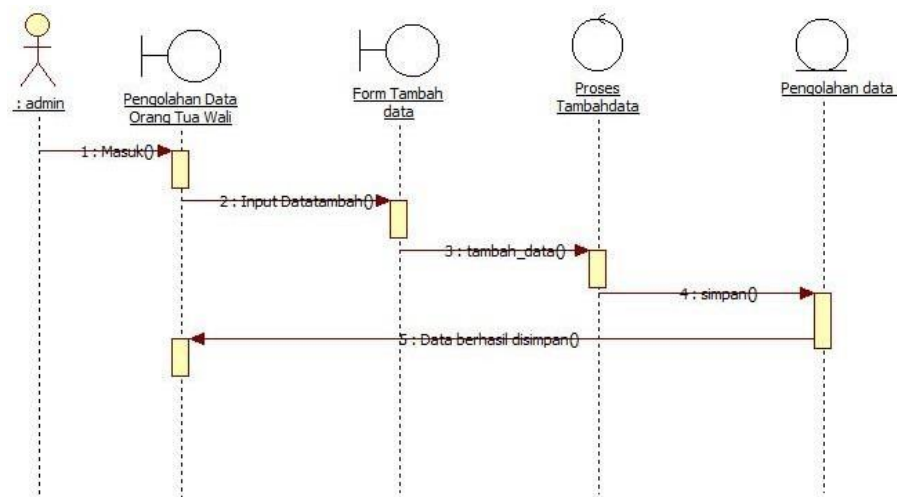 : admin
Pengolahan Data
Orang Tua Wali
Form Tambah
data
Proses
Tambahdata
Pengolahan data
1 : Masuk()
2 : Input Datatambah()
3 : tambah_data()
4 : simpan()
5 : Data berhasil disimpan()